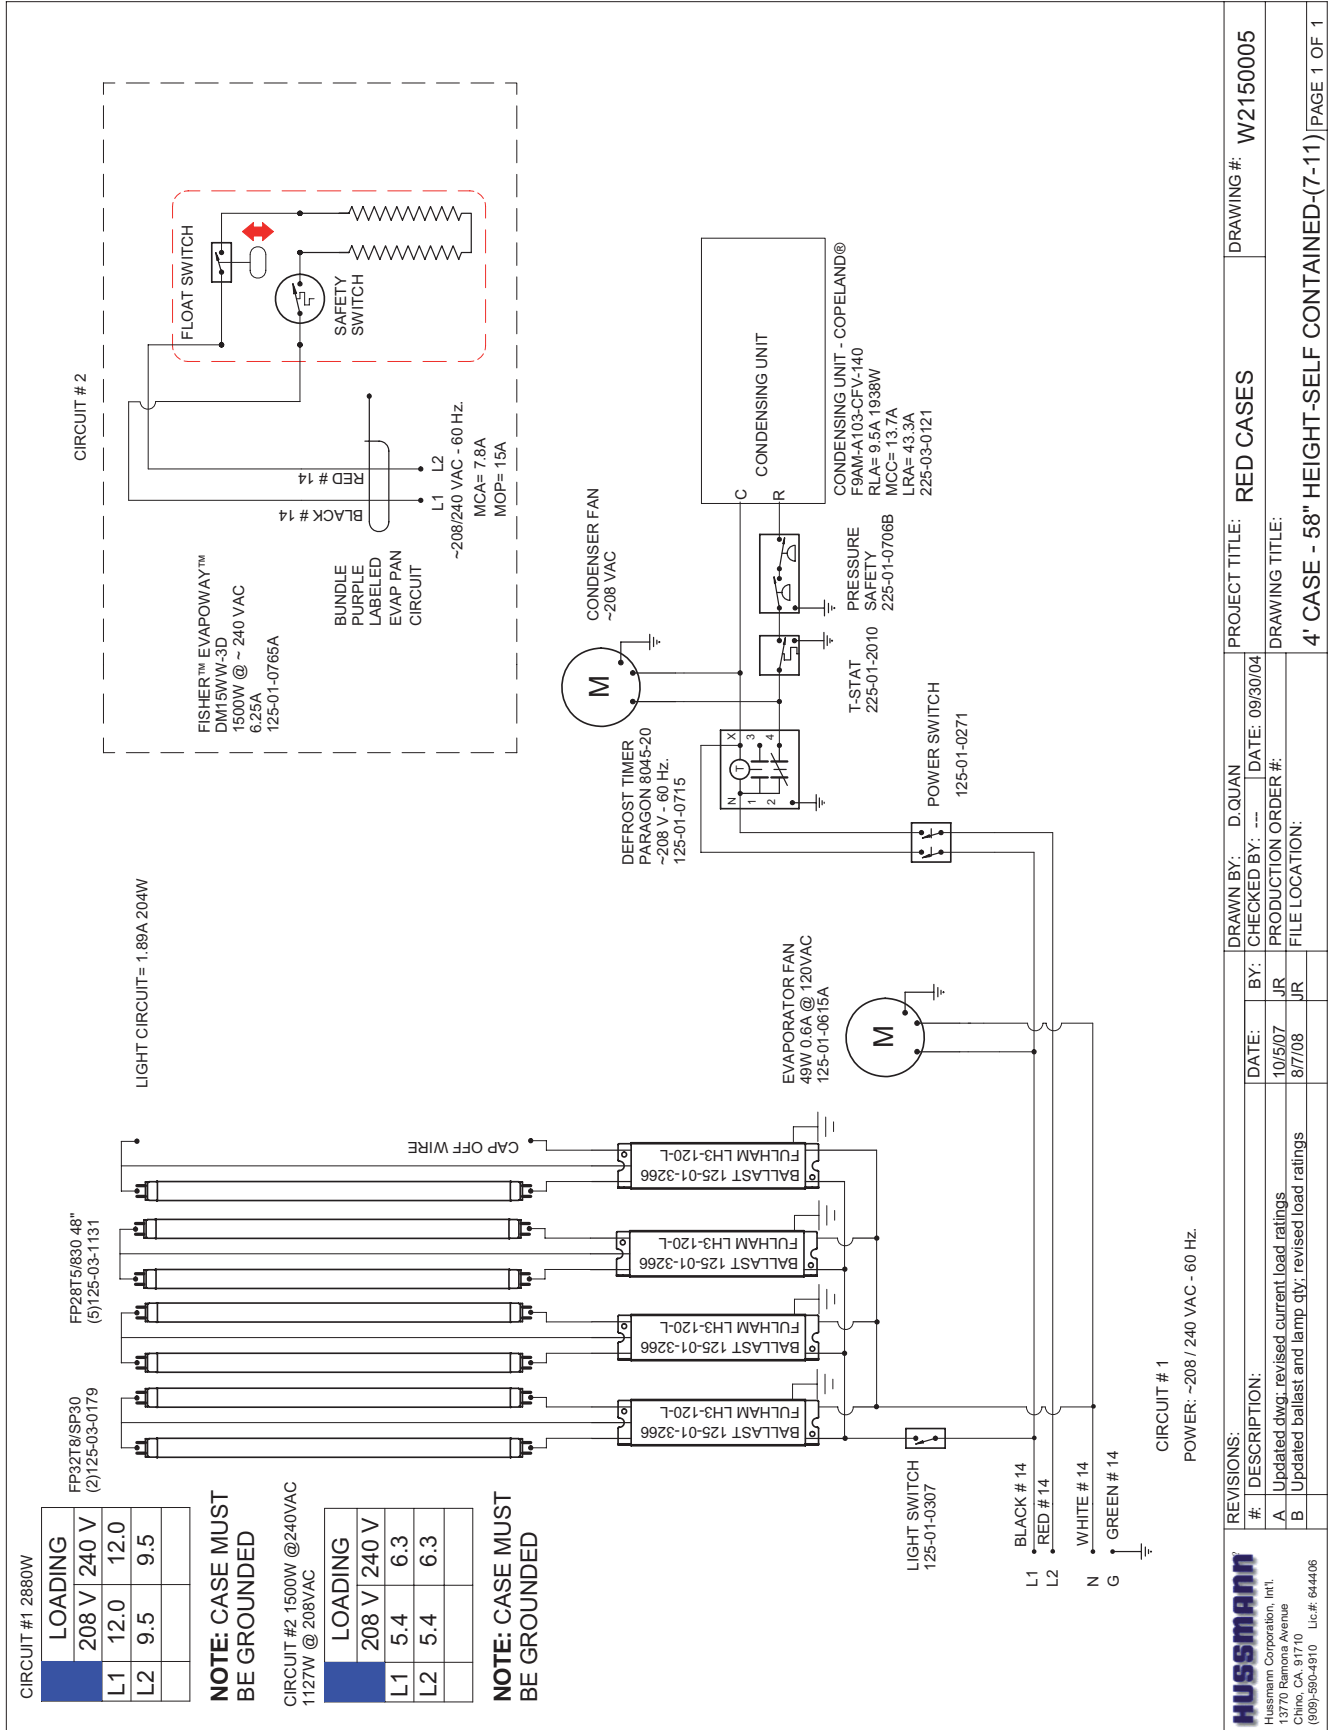 CIRCUIT #1 2880W
LOADING
208 V 240 V
L1 12.0 12.0
L2 9.5 9.5
NOTE: CASE MUST
BE GROUNDED
CIRCUIT #2 1500W @240VAC
1127W @ 208VAC
LOADING
208 V 240 V
L1 5.4 6.3
L2 5.4 6.3
NOTE: CASE MUST
BE GROUNDED
FP32T8/SP30
(2)125-03-0179
FP28T5/830 48"
(5)125-03-1131
LIGHT CIRCUIT= 1.89A 204W
CAP OFF WIRE
BALLAST 125-01-3266
FULHAM LH3-120-L
BALLAST 125-01-3266
FULHAM LH3-120-L
BALLAST 125-01-3266
FULHAM LH3-120-L
BALLAST 125-01-3266
FULHAM LH3-120-L
LIGHT SWITCH
125-01-0307
L1 BLACK # 14
L2 RED # 14
N WHITE # 14
G GREEN # 14
CIRCUIT # 1
POWER: ~208 / 240 VAC - 60 Hz.
EVAPORATOR FAN
49W 0.6A @ 120VAC
125-01-0615A
M
DEFROST TIMER
PARAGON 8045-20
~208 V - 60 Hz.
125-01-0715
N
1
2
T
X
3
4
POWER SWITCH
125-01-0271
CONDENSER FAN
~208 VAC
M
T-STAT
225-01-2010
PRESSURE
SAFETY
225-01-0706B
C
R
CONDENSING UNIT
CONDENSING UNIT - COPELAND®
F9AM-A103-CFV-140
RLA= 9.5A 1938W
MCC= 13.7A
LRA= 43.3A
225-03-0121
CIRCUIT # 2
FISHER™ EVAPOWAY™
DM15WW-3D
1500W @ ~ 240 VAC
6.25A
125-01-0765A
BUNDLE
PURPLE
LABELED
EVAP PAN
CIRCUIT
BLACK # 14
RED # 14
L1
L2
~208/240 VAC - 60 Hz.
MCA= 7.8A
MOP= 15A
FLOAT SWITCH
SAFETY
SWITCH
HUSSMANN
Hussmann Corporation, Int'l.
13770 Ramona Avenue
Chino, CA. 91710
(909)-590-4910 Lic.#: 644406
REVISIONS:
#: DESCRIPTION: DATE: BY:
A Updated dwg; revised current load ratings 10/5/07 JR
B Updated ballast and lamp qty; revised load ratings 8/7/08 JR
DRAWN BY: D.QUAN
CHECKED BY: --- DATE: 09/30/04
PRODUCTION ORDER #:
FILE LOCATION:
PROJECT TITLE: RED CASES
DRAWING #: W2150005
DRAWING TITLE:
4' CASE - 58" HEIGHT-SELF CONTAINED-(7-11)
PAGE 1 OF 1